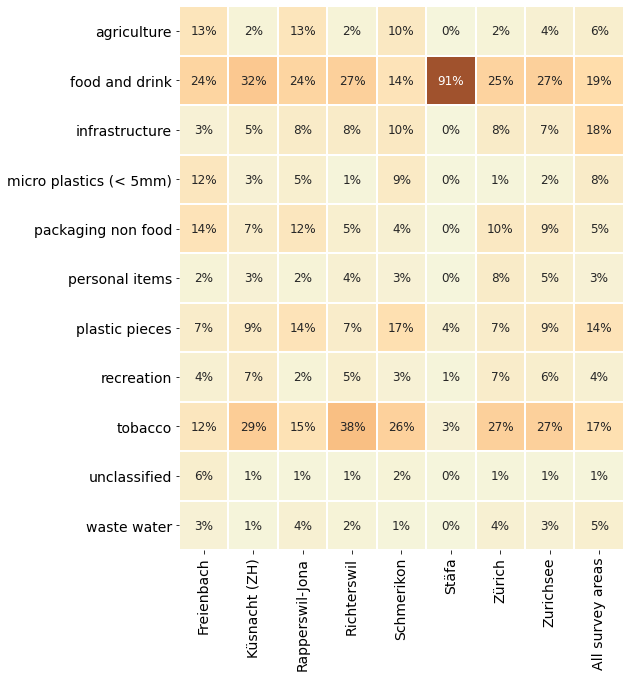 agriculture 13% 2% 13% 2% 10% 0% 2% 4% 6%
food and drink 24% 32% 24% 27% 14% 91% 25% 27% 19%
infrastructure 3% 5% 8% 8% 10% 0% 8% 7% 18%
micro plastics (< 5mm) 12% 3% 5% 1% 9% 0% 1% 2% 8%
packaging non food 14% 7% 12% 5% 4% 0% 10% 9% 5%
personal items 2% 3% 2% 4% 3% 0% 8% 5% 3%
plastic pieces 7% 9% 14% 7% 17% 4% 7% 9% 14%
recreation 4% 7% 2% 5% 3% 1% 7% 6% 4%
tobacco 12% 29% 15% 38% 26% 3% 27% 27% 17%
unclassified 6% 1% 1% 1% 2% 0% 1% 1% 1%
waste water 3% 1% 4% 2% 1% 0% 4% 3% 5%
Freienbach
Küsnacht (ZH)
Rapperswil-Jona
Richterswil
Schmerikon
Stäfa
Zürich
Zurichsee
All survey areas